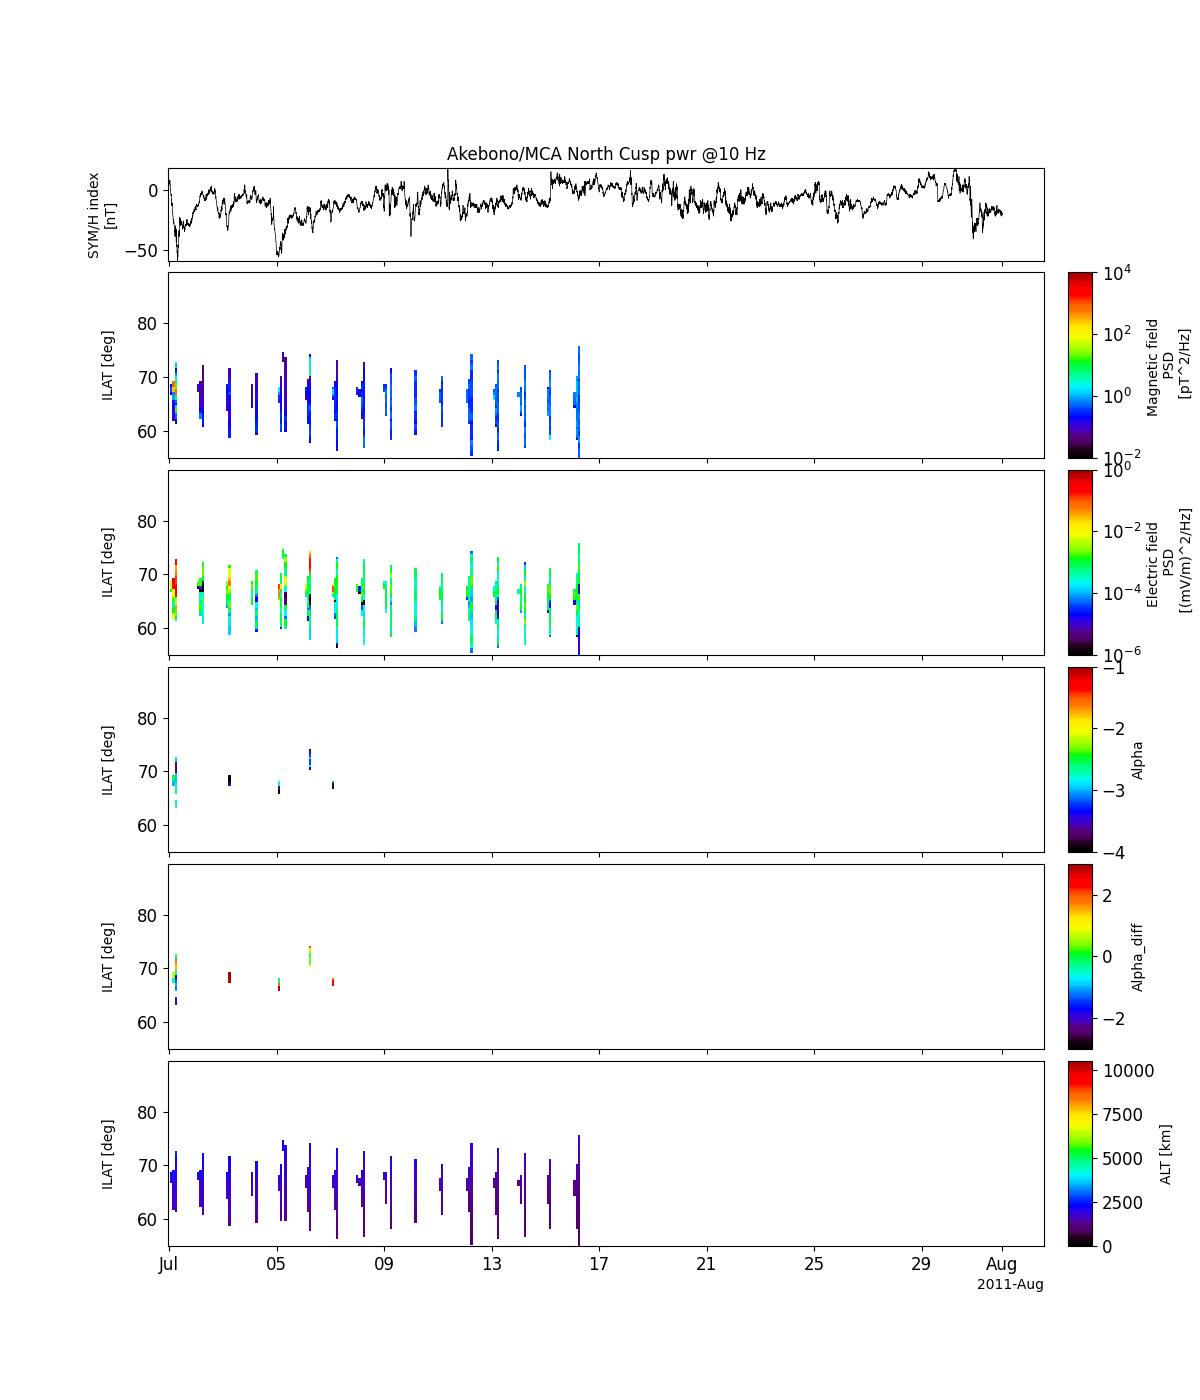 Akebono/MCA North Cusp pwr @10 Hz
SYM/H index
[nT]
0
−50
ILAT [deg]
80
70
60
10^4
10^2
10^0
10^−2
Magnetic field
PSD
[pT^2/Hz]
ILAT [deg]
80
70
60
10^0
10^−2
10^−4
10^−6
Electric field
PSD
[(mV/m)^2/Hz]
ILAT [deg]
80
70
60
−1
−2
−3
−4
Alpha
ILAT [deg]
80
70
60
2
0
−2
Alpha_diff
ILAT [deg]
80
70
60
10000
7500
5000
2500
0
ALT [km]
Jul 05 09 13 17 21 25 29 Aug
2011-Aug